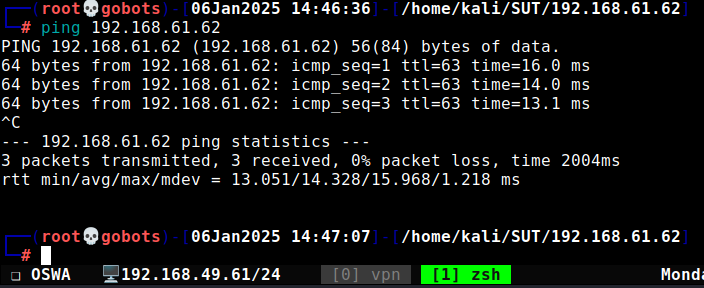 ┌──(root💀gobots)-[06Jan2025 14:46:36]-[/home/kali/SUT/192.168.61.62]
└─# ping 192.168.61.62
PING 192.168.61.62 (192.168.61.62) 56(84) bytes of data.
64 bytes from 192.168.61.62: icmp_seq=1 ttl=63 time=16.0 ms
64 bytes from 192.168.61.62: icmp_seq=2 ttl=63 time=14.0 ms
64 bytes from 192.168.61.62: icmp_seq=3 ttl=63 time=13.1 ms
^C
--- 192.168.61.62 ping statistics ---
3 packets transmitted, 3 received, 0% packet loss, time 2004ms
rtt min/avg/max/mdev = 13.051/14.328/15.968/1.218 ms
┌──(root💀gobots)-[06Jan2025 14:47:07]-[/home/kali/SUT/192.168.61.62]
└─#
❏ OSWA 🖥️192.168.49.61/24 [0] vpn [1] zsh Monda